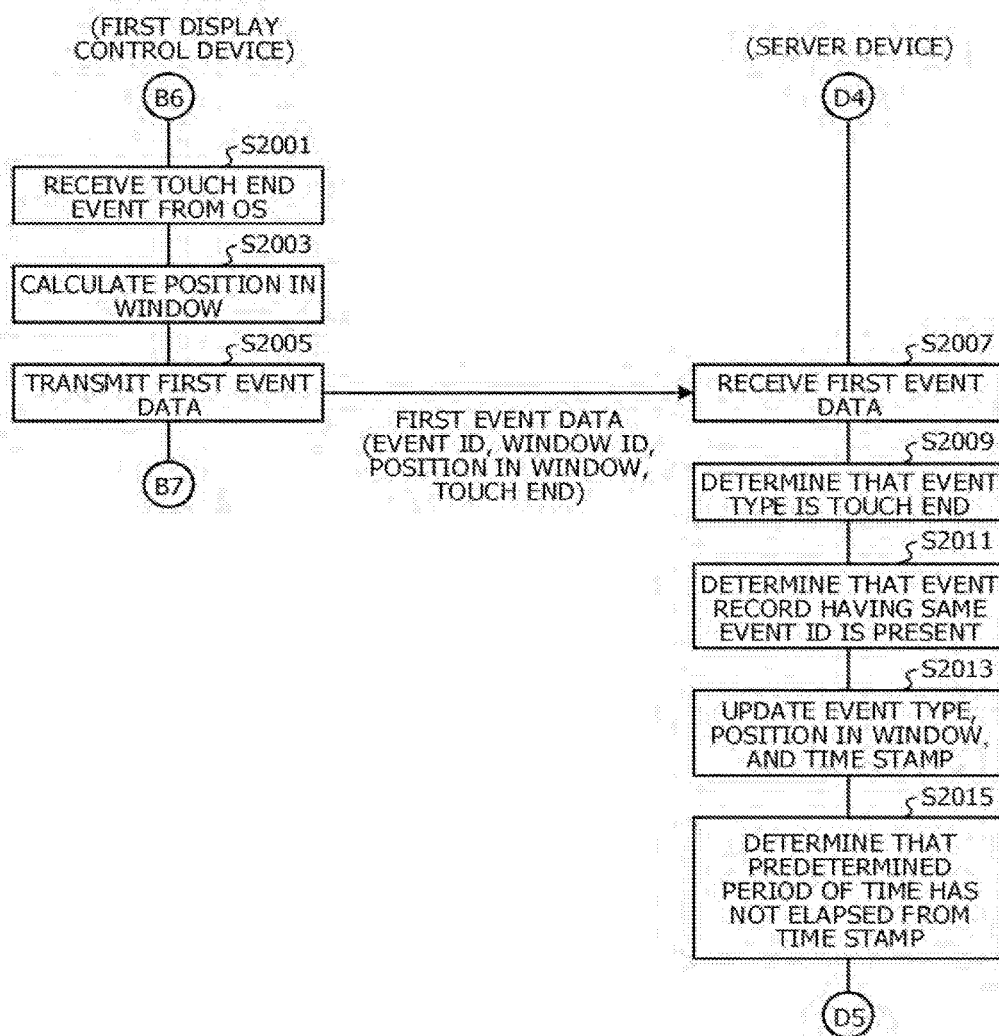 (FIRST DISPLAY
CONTROL DEVICE)
B6
S2001
RECEIVE TOUCH END
EVENT FROM OS
S2003
CALCULATE POSITION IN
WINDOW
S2005
TRANSMIT FIRST EVENT
DATA
B7
FIRST EVENT DATA
(EVENT ID, WINDOW ID,
POSITION IN WINDOW,
TOUCH END)
(SERVER DEVICE)
D4
S2007
RECEIVE FIRST EVENT
DATA
S2009
DETERMINE THAT EVENT
TYPE IS TOUCH END
S2011
DETERMINE THAT EVENT
RECORD HAVING SAME
EVENT ID IS PRESENT
S2013
UPDATE EVENT TYPE,
POSITION IN WINDOW,
AND TIME STAMP
S2015
DETERMINE THAT
PREDETERMINED
PERIOD OF TIME HAS
NOT ELAPSED FROM
TIME STAMP
D5